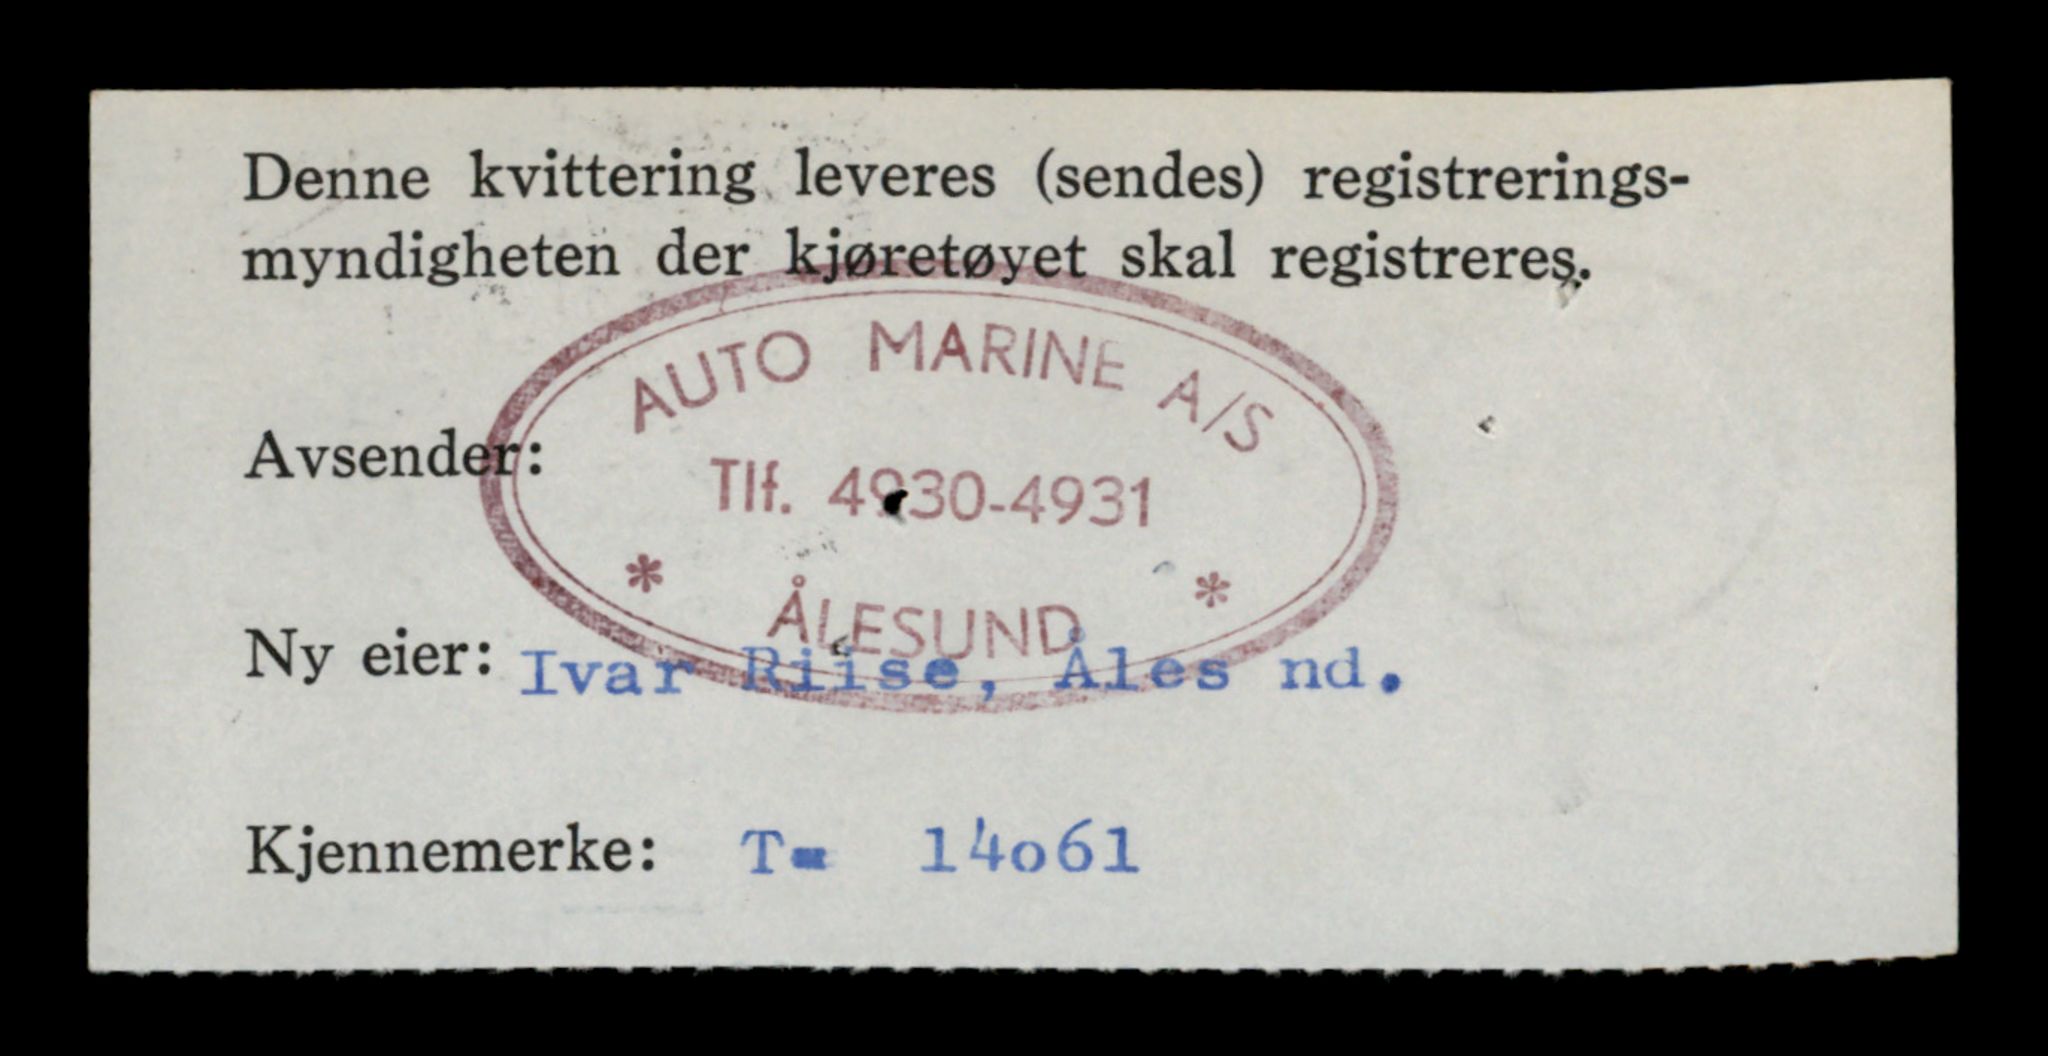 Denne kvittering leveres (sendes) registrerings-
myndigheten der kjøretøyet skal registreres.
AUTO MARINE A/S
Avsender:
Tlf. 4930-4931
* ÅLESUND *
Ny eier: Ivar Riise, Åles nd.
Kjennemerke: T- 14o61